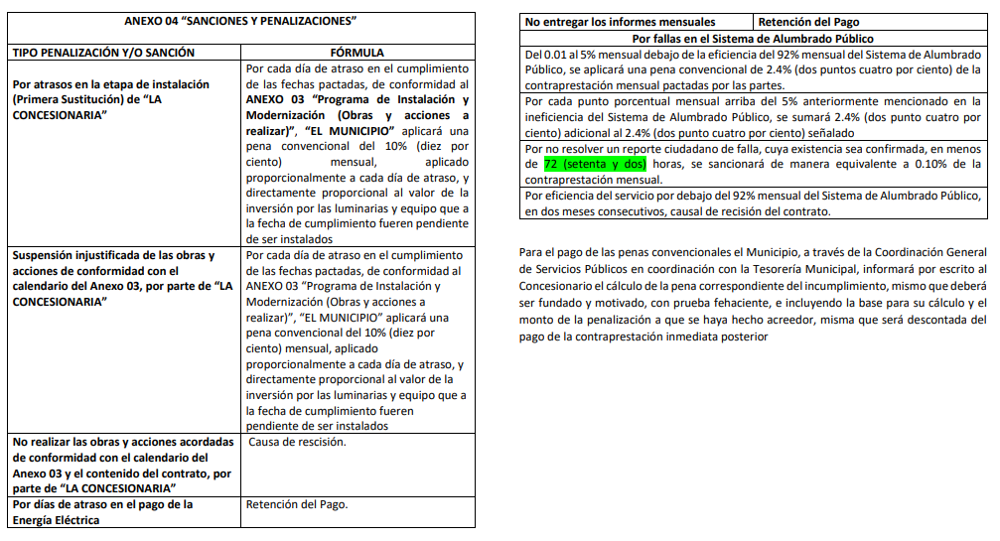 ANEXO 04 “SANCIONES Y PENALIZACIONES”
TIPO PENALIZACIÓN Y/O SANCIÓN
FÓRMULA
Por atrasos en la etapa de instalación
(Primera Sustitución) de “LA
CONCESIONARIA”
Por cada día de atraso en el cumplimiento
de las fechas pactadas, de conformidad al
ANEXO 03 “Programa de Instalación y
Modernización (Obras y acciones a
realizar)”, “EL MUNICIPIO” aplicará una
pena convencional del 10% (diez por
ciento) mensual, aplicado
proporcionalmente a cada día de atraso, y
directamente proporcional al valor de la
inversión por las luminarias y equipo que a
la fecha de cumplimiento fueren pendiente
de ser instalados
Suspensión injustificada de las obras y
acciones de conformidad con el
calendario del Anexo 03, por parte de “LA
CONCESIONARIA”
Por cada día de atraso en el cumplimiento
de las fechas pactadas, de conformidad al
ANEXO 03 “Programa de Instalación y
Modernización (Obras y acciones a
realizar)”, “EL MUNICIPIO” aplicará una
pena convencional del 10% (diez por
ciento) mensual, aplicado
proporcionalmente a cada día de atraso, y
directamente proporcional al valor de la
inversión por las luminarias y equipo que a
la fecha de cumplimiento fueren
pendiente de ser instalados
No realizar las obras y acciones acordadas
de conformidad con el calendario del
Anexo 03 y el contenido del contrato, por
parte de “LA CONCESIONARIA”
Causa de rescisión.
Por días de atraso en el pago de la
Energía Eléctrica
Retención del Pago.
No entregar los informes mensuales
Retención del Pago
Por fallas en el Sistema de Alumbrado Público
Del 0.01 al 5% mensual debajo de la eficiencia del 92% mensual del Sistema de Alumbrado
Público, se aplicará una pena convencional de 2.4% (dos puntos cuatro por ciento) de la
contraprestación mensual pactadas por las partes.
Por cada punto porcentual mensual arriba del 5% anteriormente mencionado en la
ineficiencia del Sistema de Alumbrado Público, se sumará 2.4% (dos punto cuatro por
ciento) adicional al 2.4% (dos punto cuatro por ciento) señalado
Por no resolver un reporte ciudadano de falla, cuya existencia sea confirmada, en menos
de 72 (setenta y dos) horas, se sancionará de manera equivalente a 0.10% de la
contraprestación mensual.
Por eficiencia del servicio por debajo del 92% mensual del Sistema de Alumbrado Público,
en dos meses consecutivos, causal de recisión del contrato.
Para el pago de las penas convencionales el Municipio, a través de la Coordinación General
de Servicios Públicos en coordinación con la Tesorería Municipal, informará por escrito al
Concesionario el cálculo de la pena correspondiente del incumplimiento, mismo que deberá
ser fundado y motivado, con prueba fehaciente, e incluyendo la base para su cálculo y el
monto de la penalización a que se haya hecho acreedor, misma que será descontada del
pago de la contraprestación inmediata posterior